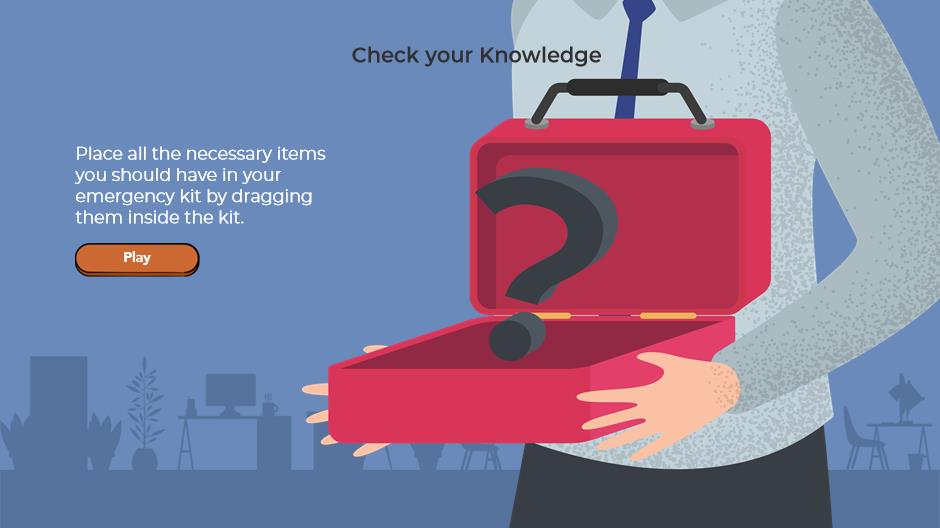 Check your Knowledge
Place all the necessary items
you should have in your
emergency kit by dragging
them inside the kit.
Play